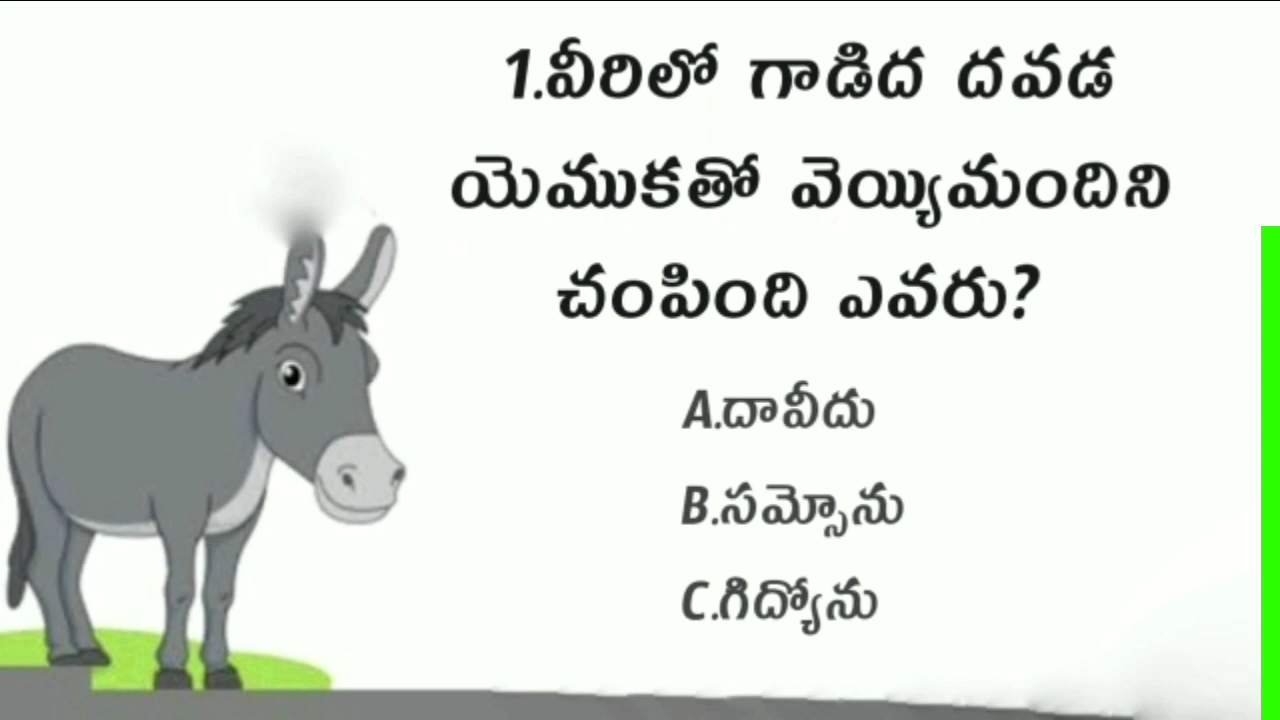 1.వీరిలో గాడిద దవడ
యెముకతో వెయ్యిమందిని
చంపింది ఎవరు?
A.దావీదు
B.సమ్సోను
C.గిద్యోను